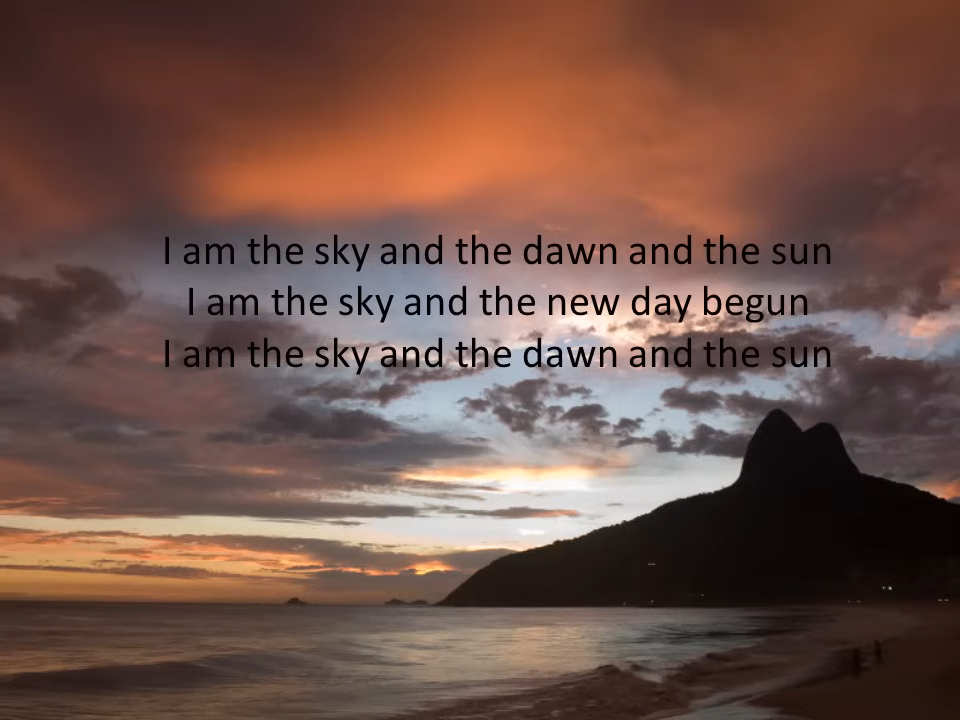 I am the sky and the dawn and the sun
I am the sky and the new day begun
I am the sky and the dawn and the sun